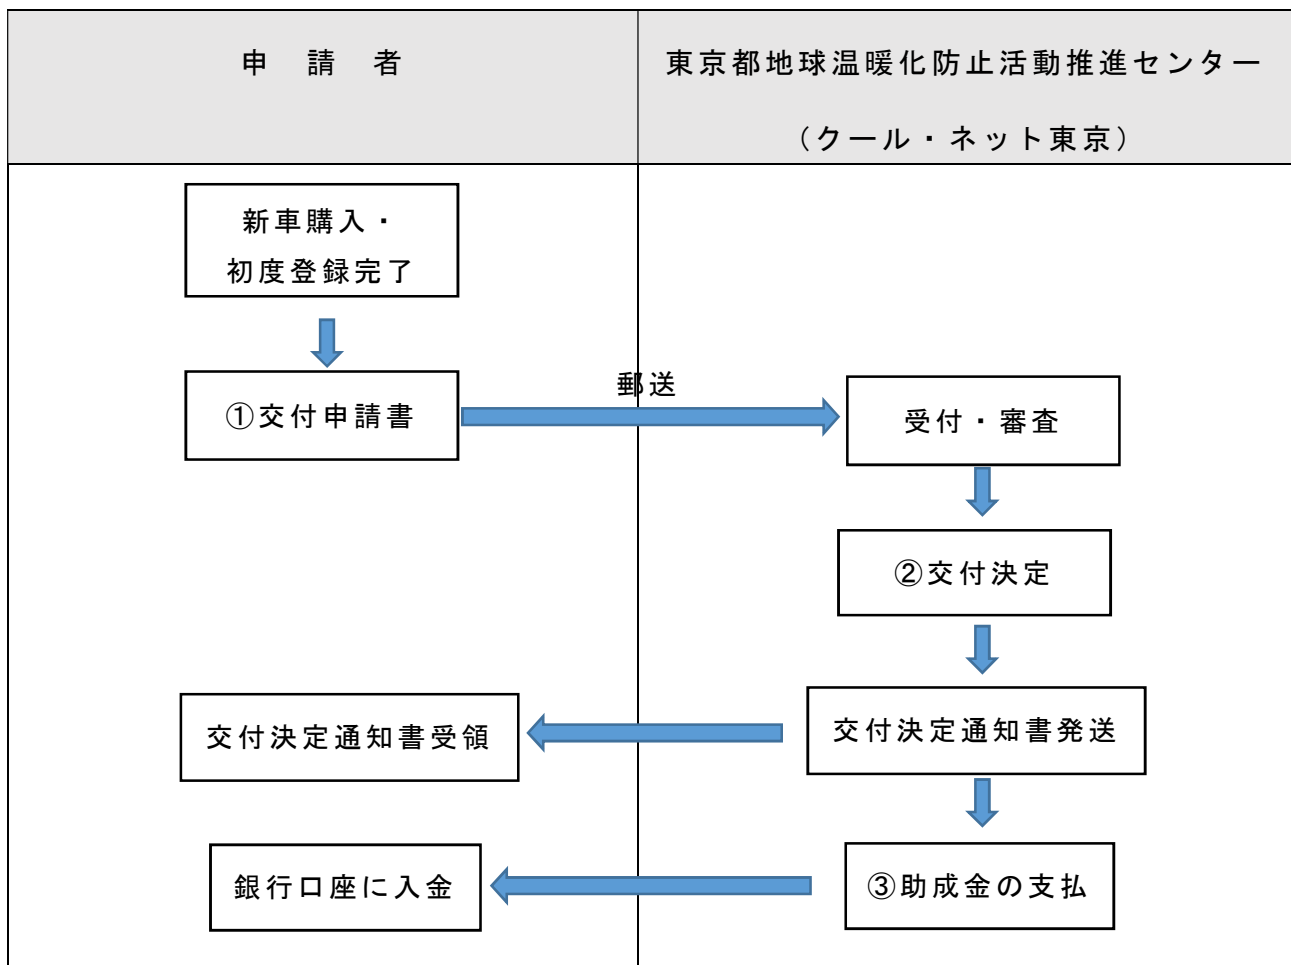 申　請　者
東京都地球温暖化防止活動推進センター
（クール・ネット東京）
新車購入・
初度登録完了
郵送
①交付申請書
受付・審査
②交付決定
交付決定通知書発送
交付決定通知書受領
③助成金の支払
銀行口座に入金